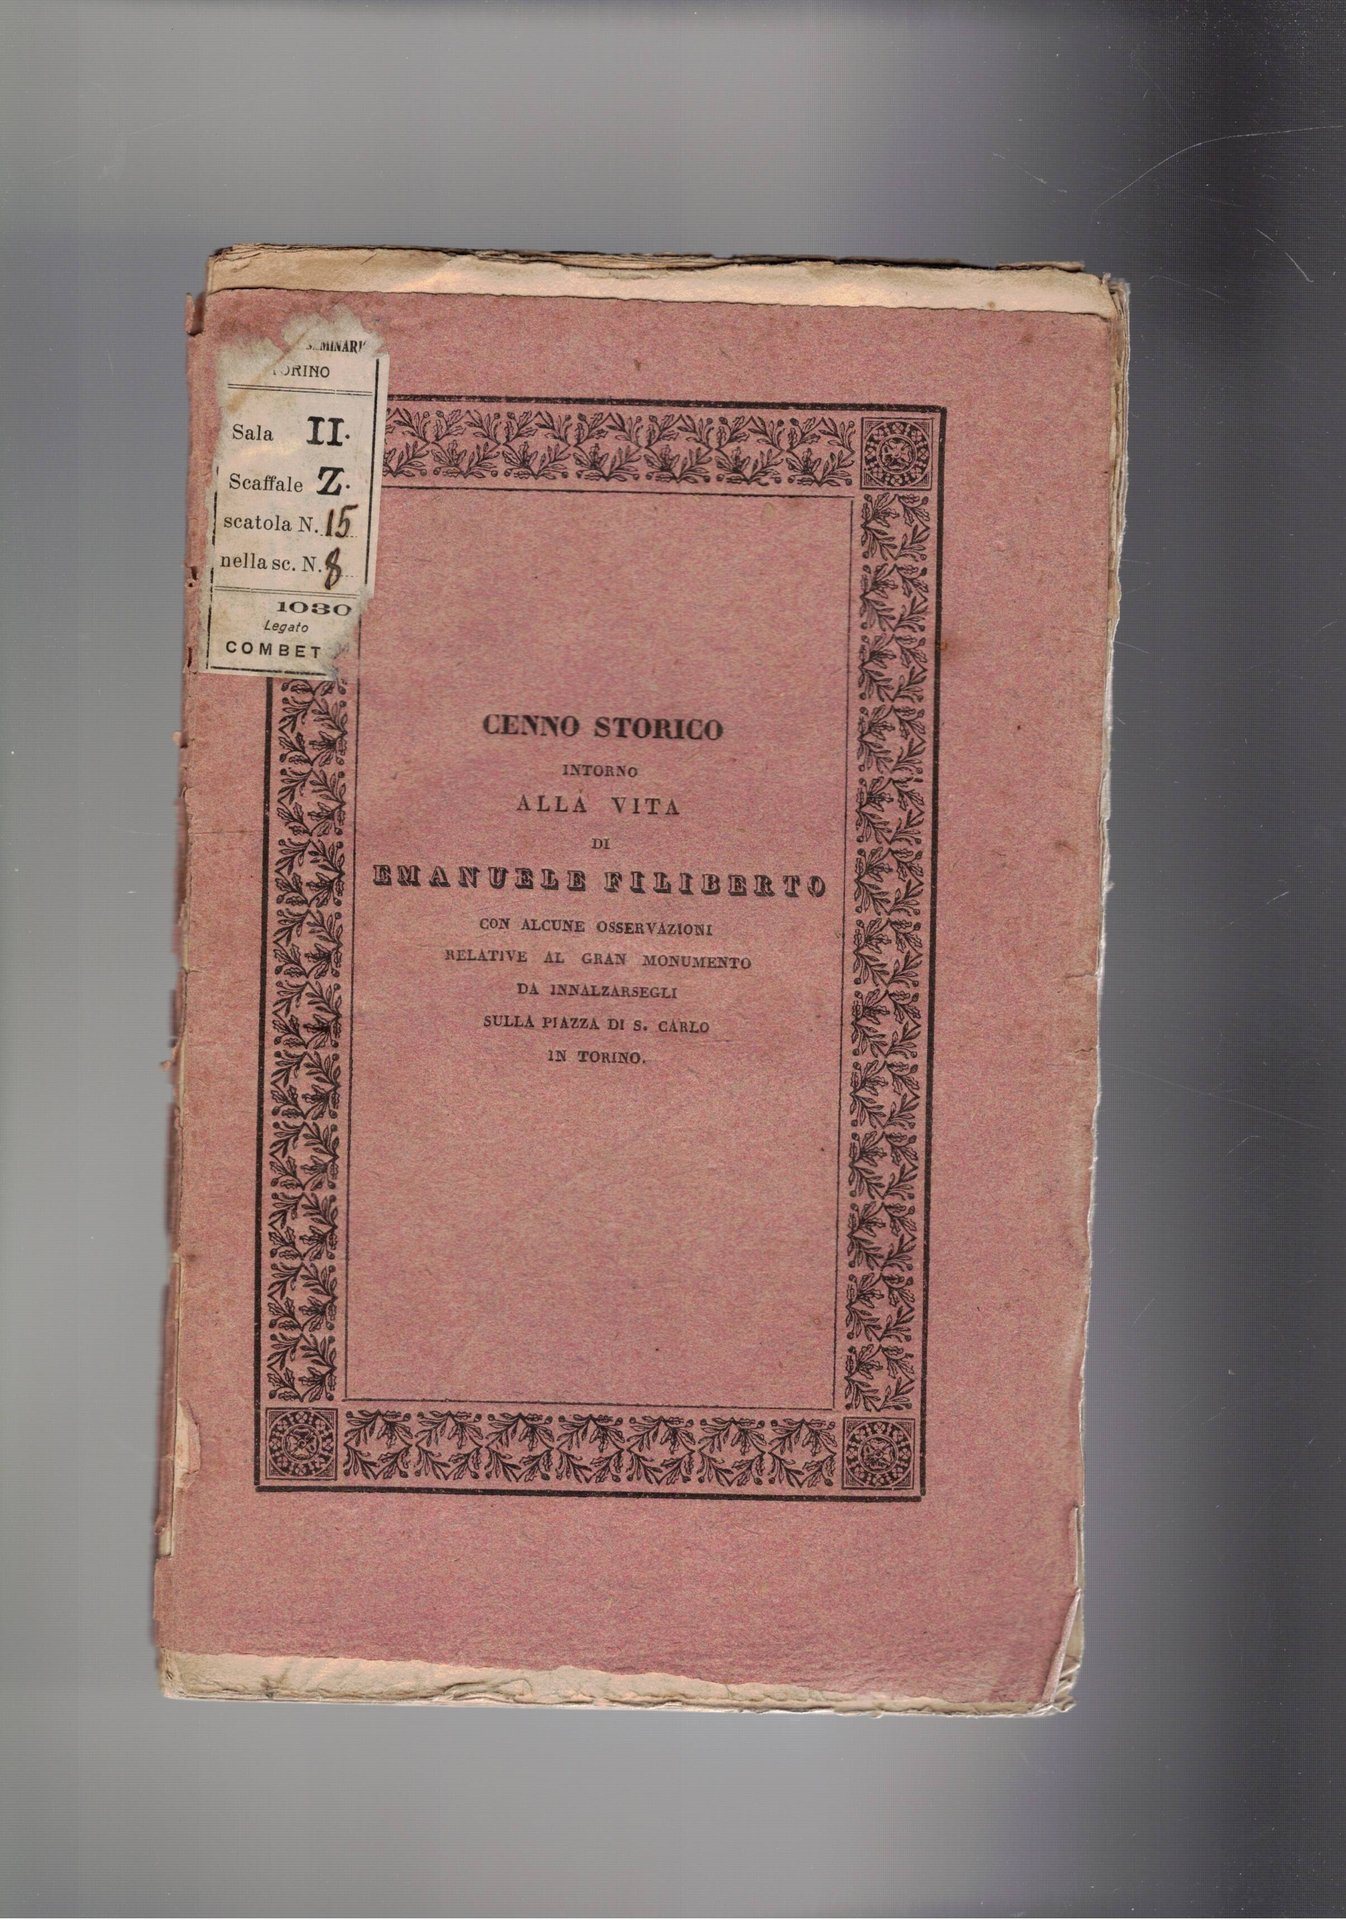 SEMINARI
TORINO
Sala II.
Scaffale Z.
scatola N. 15
nella sc. N. 8
1030
Legato
COMBET
CENNO STORICO
INTORNO
ALLA VITA
DI
EMANUELE FILIBERTO
CON ALCUNE OSSERVAZIONI
RELATIVE AL GRAN MONUMENTO
DA INNALZARSEGLI
SULLA PIAZZA DI S. CARLO
IN TORINO.